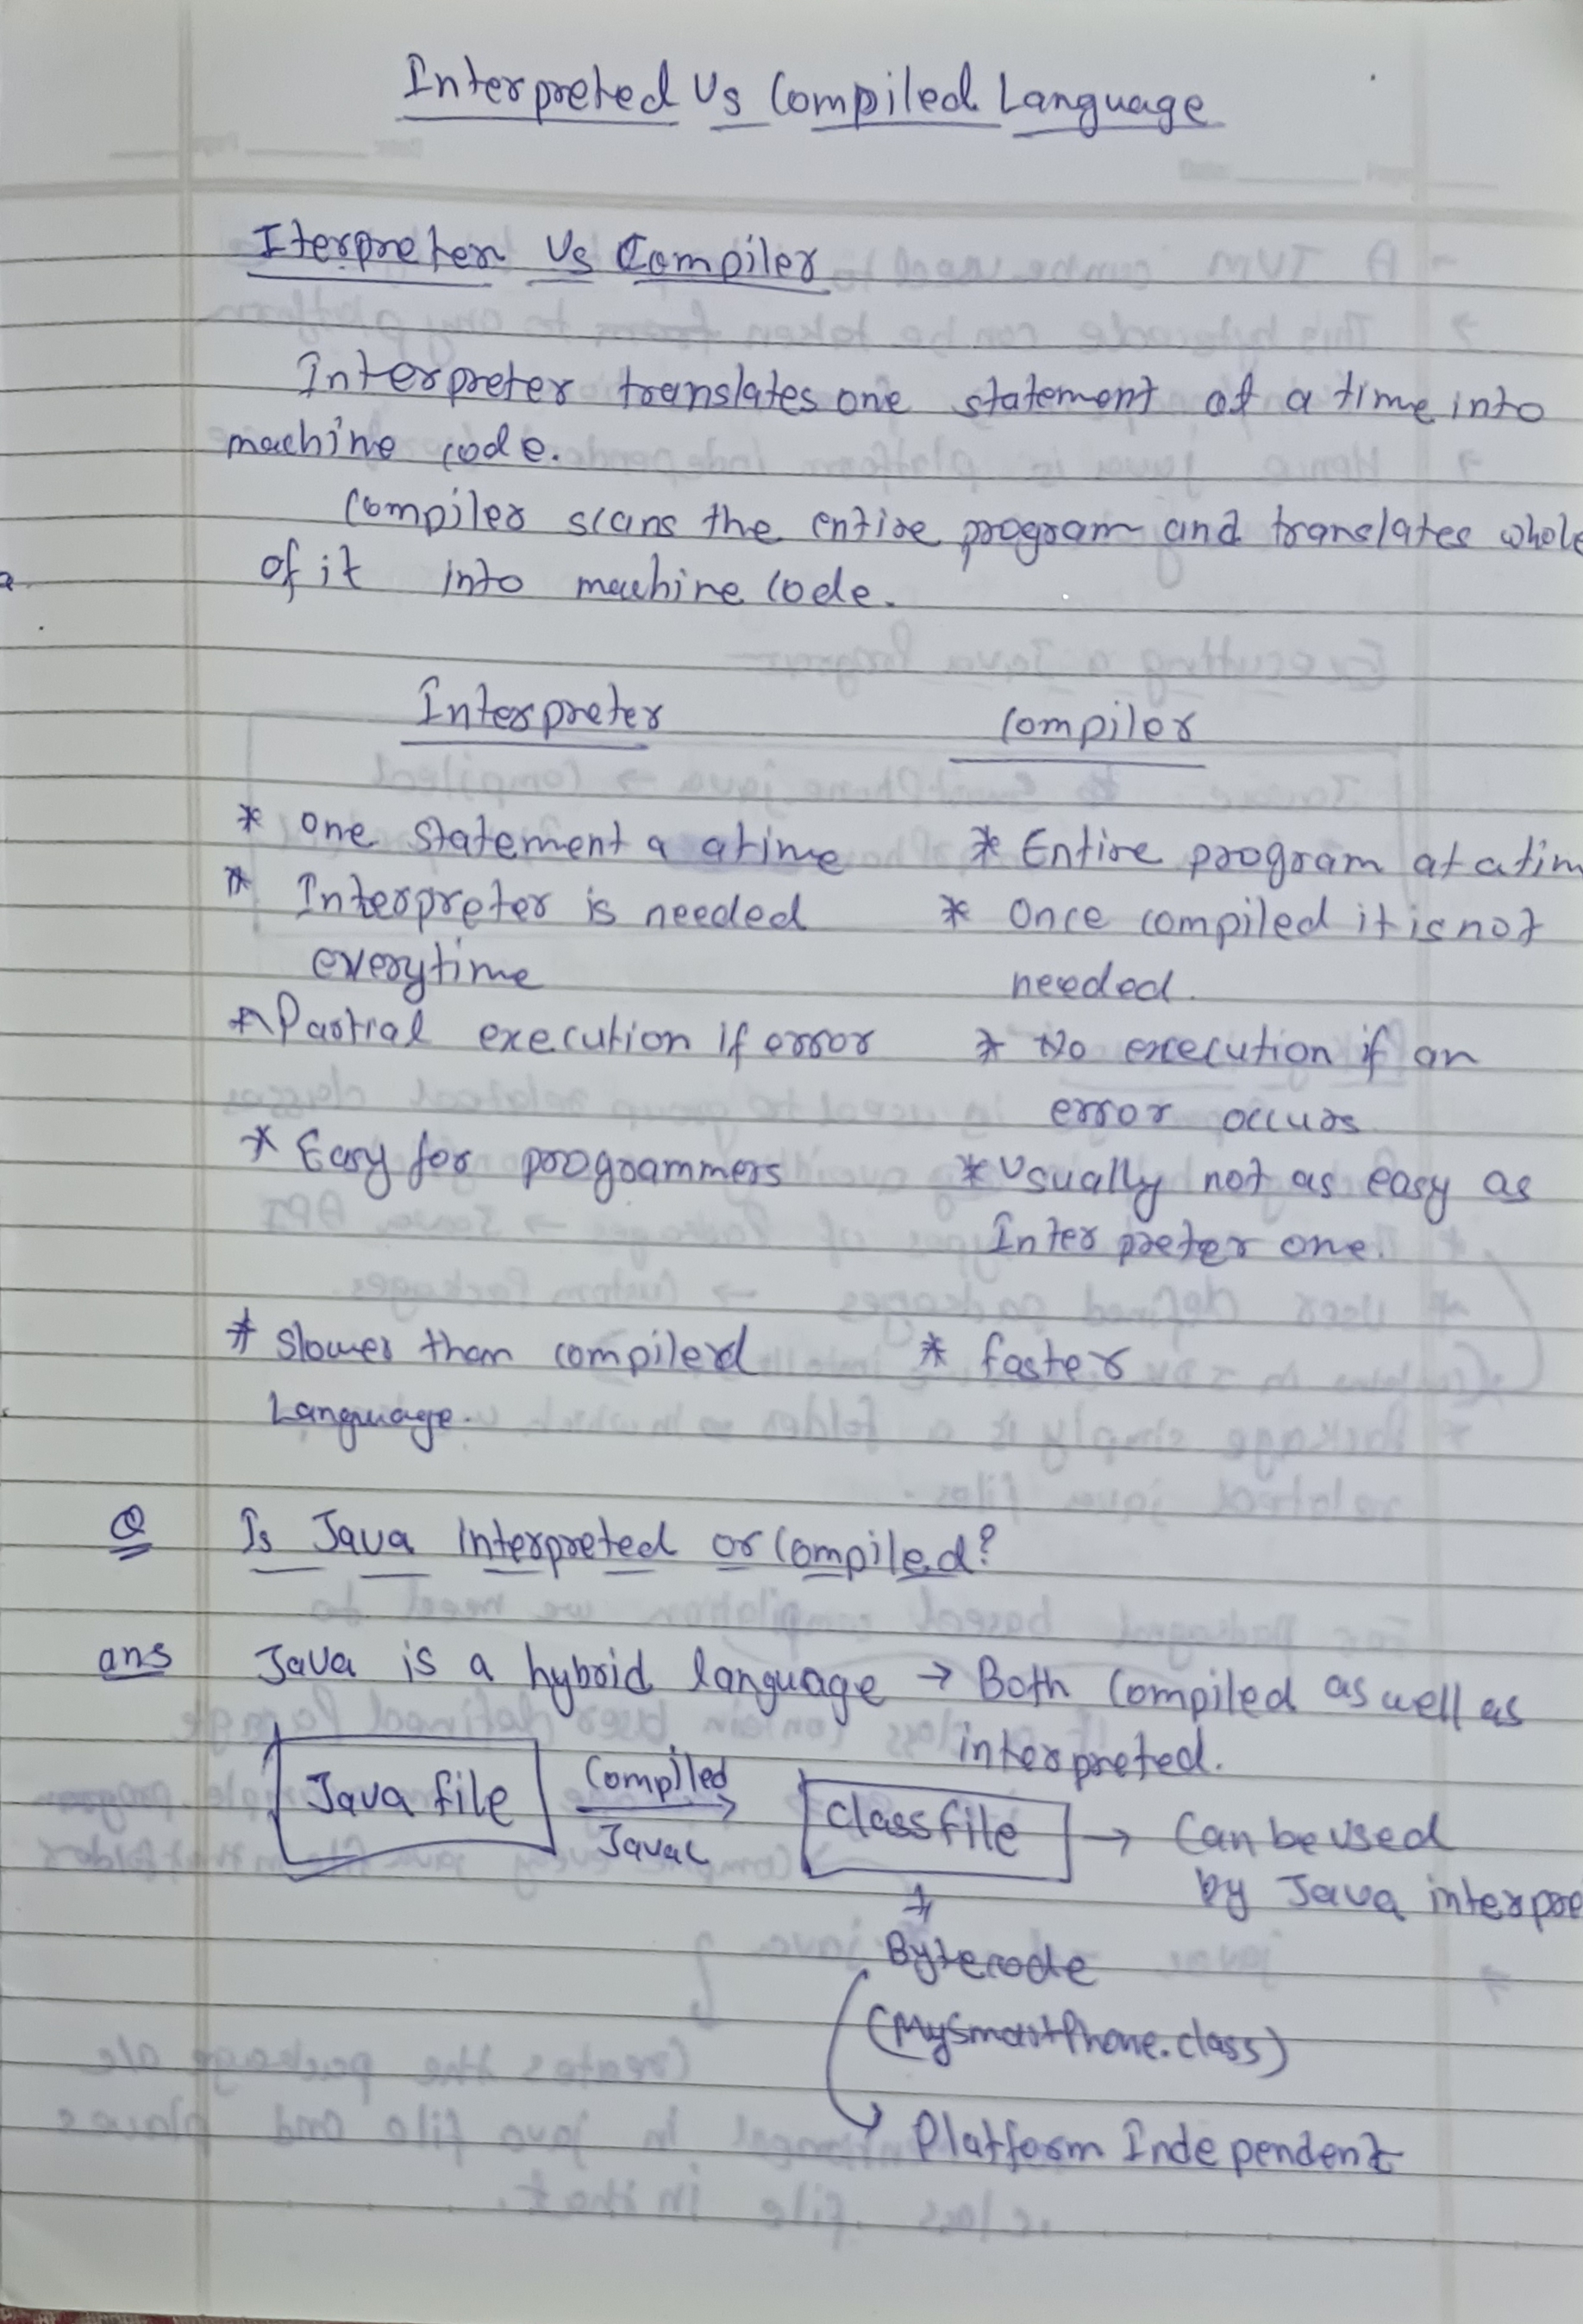 Interpreted Vs Compiled Language
Iterpreter Vs Compiler
Interpreter translates one statement at a time into
machine code.
Compiler scans the entire program and translates whole
of it into machine code.
Interpreter Compiler
* One statement a atime * Entire program at a tim
* Interpreter is needed * Once compiled it is not
everytime needed.
* Partial execution if error * No execution if an
error occurs
* Easy for programmers * Usually not as easy as
Interpreter one.
* Slower than compilerd * faster
Language.
Q Is Java Interpreted or Compiled?
ans Java is a hybrid language → Both Compiled as well as
interpreted.
Java file Compiled Javac → class file → Can be used
by Java interpre
Bytecode
(MySmartPhone.class)
Platform Independent